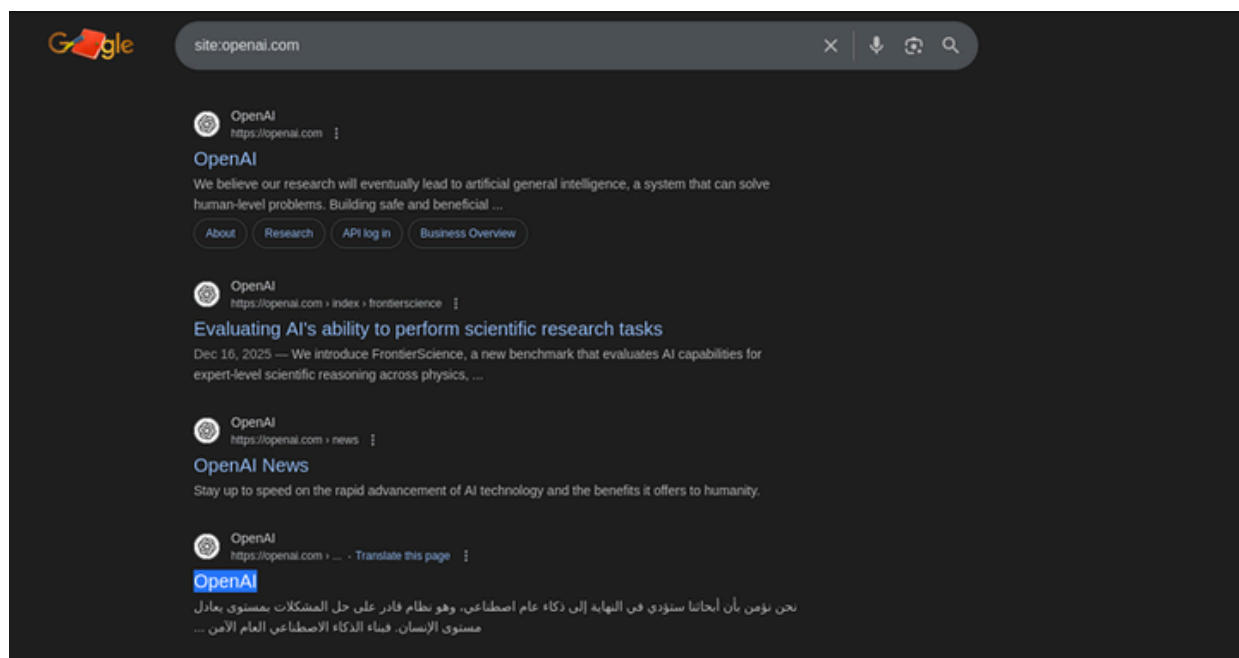 Google
site:openai.com
OpenAI
https://openai.com
OpenAI
We believe our research will eventually lead to artificial general intelligence, a system that can solve
human-level problems. Building safe and beneficial ...
About Research API log in Business Overview
OpenAI
https://openai.com › index › frontierscience
Evaluating AI's ability to perform scientific research tasks
Dec 16, 2025 — We introduce FrontierScience, a new benchmark that evaluates AI capabilities for
expert-level scientific reasoning across physics, ...
OpenAI
https://openai.com › news
OpenAI News
Stay up to speed on the rapid advancement of AI technology and the benefits it offers to humanity.
OpenAI
https://openai.com › ... · Translate this page
OpenAI
نحن نؤمن بأن أبحاثنا ستؤدي في النهاية إلى ذكاء عام اصطناعي، وهو نظام قادر على حل المشكلات بمستوى يعادل
مستوى الإنسان. فبناء الذكاء الاصطناعي العام الآمن ...